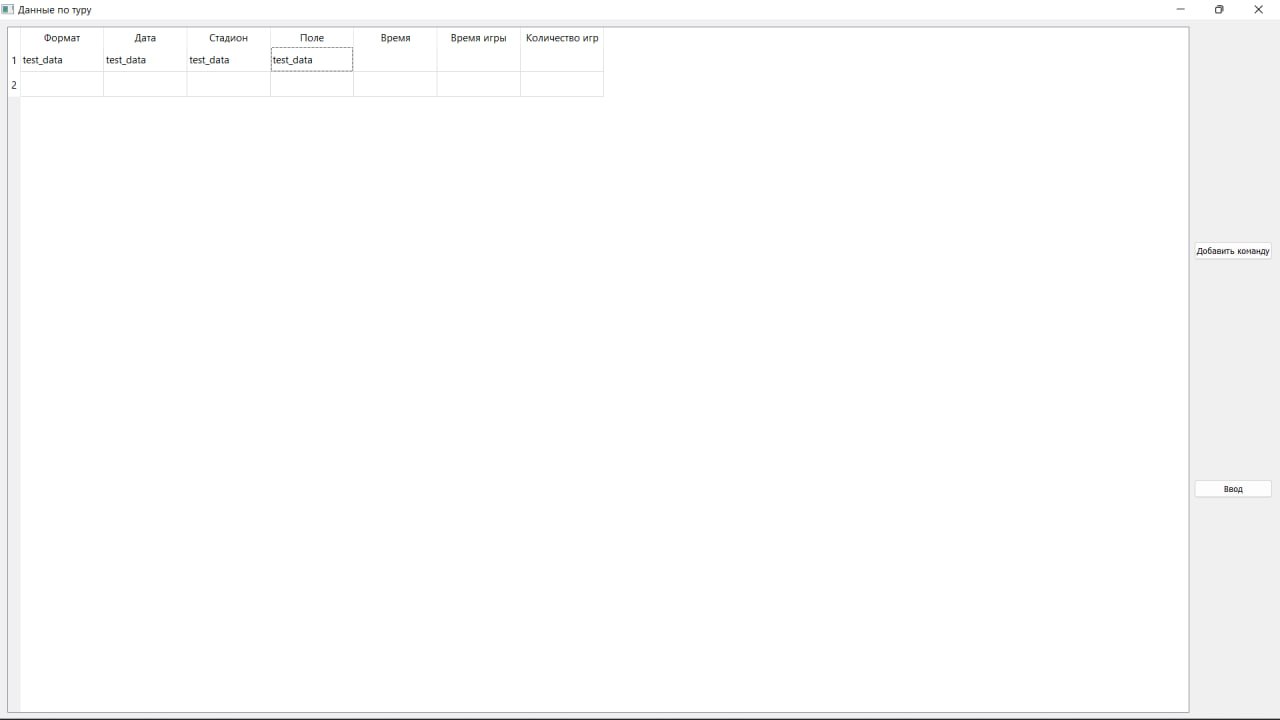 Данные по туру
Формат Дата Стадион Поле Время Время игры Количество игр
1 test_data test_data test_data test_data
2
Добавить команду
Ввод